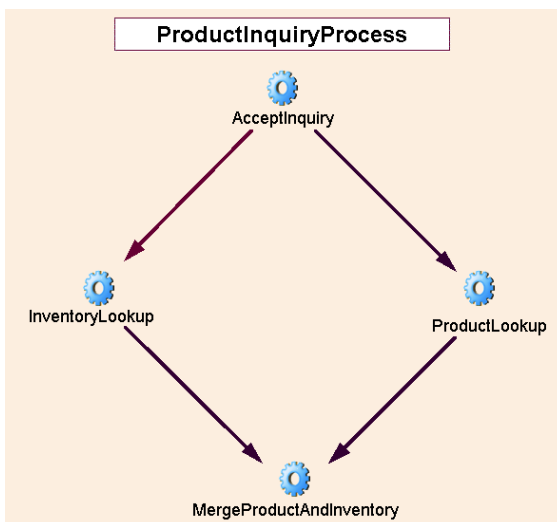 ProductInquiryProcess
AcceptInquiry
InventoryLookup
ProductLookup
MergeProductAndInventory